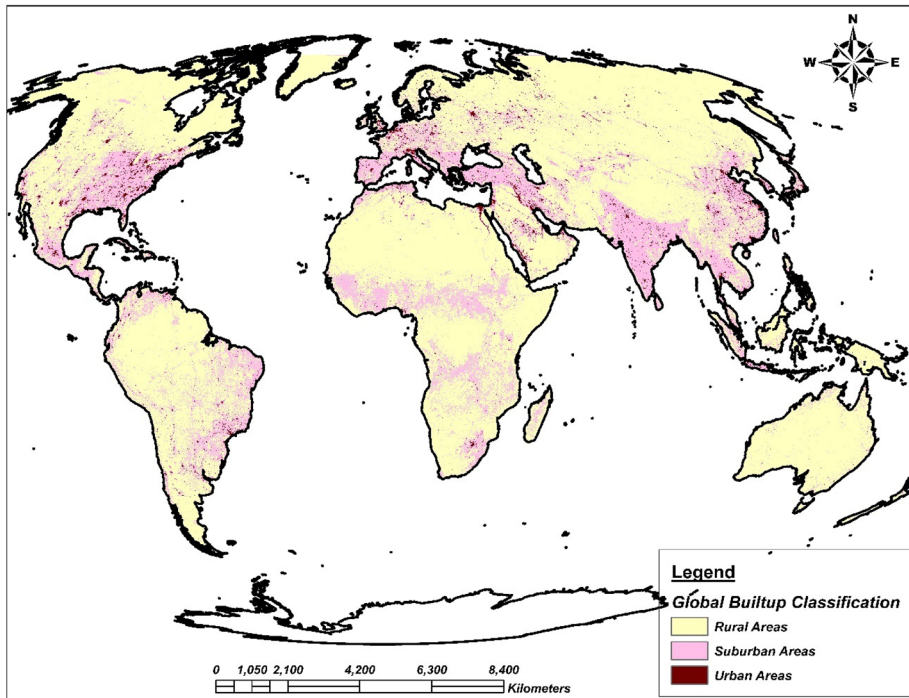 N
W E
S
Legend
Global Builtup Classification
Rural Areas
Suburban Areas
Urban Areas
0 1,050 2,100 4,200 6,300 8,400
Kilometers